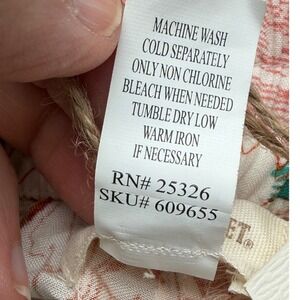 MACHINE WASH
COLD SEPARATELY
ONLY NON CHLORINE
BLEACH WHEN NEEDED
TUMBLE DRY LOW
WARM IRON
IF NECESSARY
RN# 25326
SKU# 609655
ET®